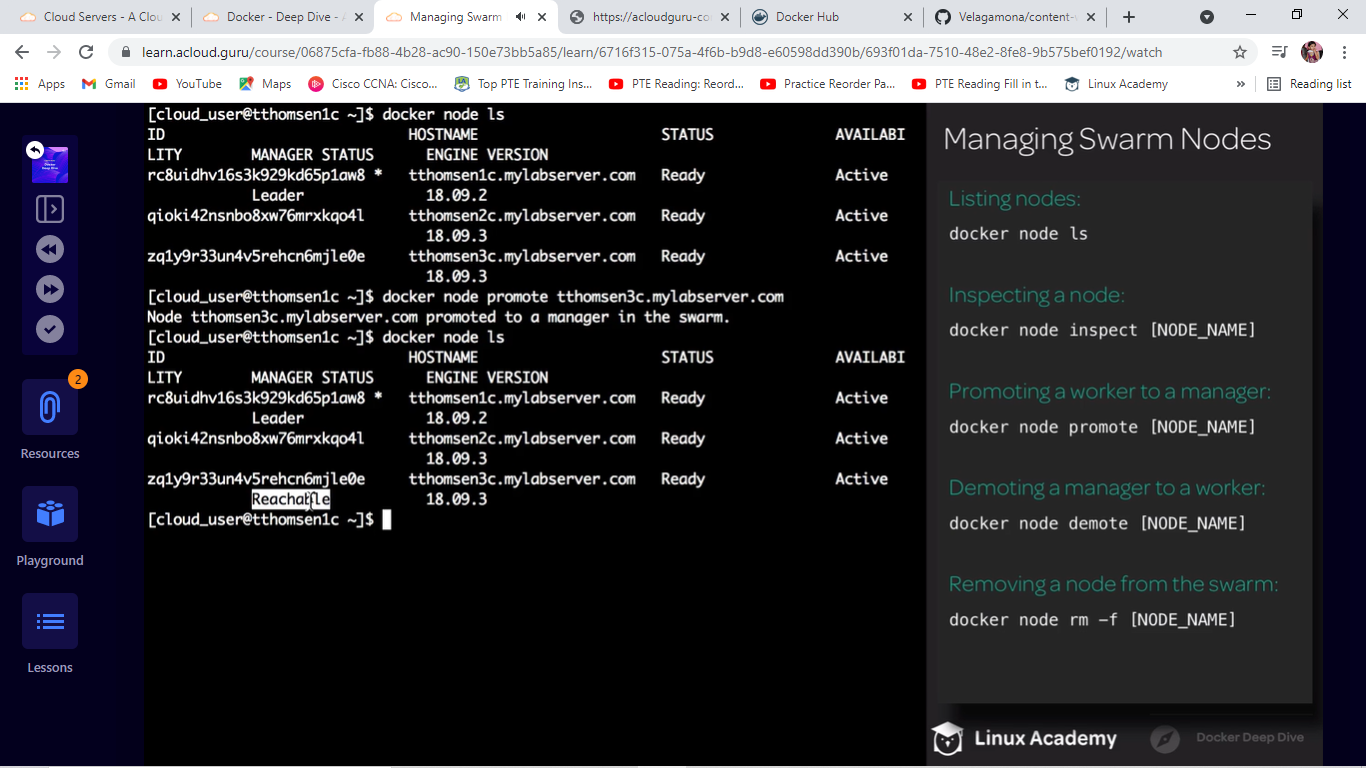 Cloud Servers - A Clou
Docker - Deep Dive - A
Managing Swarm
https://acloudguru-co
Docker Hub
Velagamona/content-
learn.acloud.guru/course/06875cfa-fb88-4b28-ac90-150e73bb5a85/learn/6716f315-075a-4f6b-b9d8-e60598dd390b/693f01da-7510-48e2-8fe8-9b575bef0192/watch
Apps
Gmail
YouTube
Maps
Cisco CCNA: Cisco...
Top PTE Training Ins...
PTE Reading: Reord...
Practice Reorder Pa...
PTE Reading Fill in t...
Linux Academy
»
Reading list
2
Resources
Playground
Lessons
[cloud_user@tthomsen1c ~]$ docker node ls
ID HOSTNAME STATUS AVAILABI
LITY MANAGER STATUS ENGINE VERSION
rc8uidhv16s3k929kd65p1aw8 * tthomsen1c.mylabserver.com Ready Active
Leader 18.09.2
qioki42nsnbo8xw76mrxkqo4l tthomsen2c.mylabserver.com Ready Active
18.09.3
zq1y9r33un4v5rehcn6mjle0e tthomsen3c.mylabserver.com Ready Active
18.09.3
[cloud_user@tthomsen1c ~]$ docker node promote tthomsen3c.mylabserver.com
Node tthomsen3c.mylabserver.com promoted to a manager in the swarm.
[cloud_user@tthomsen1c ~]$ docker node ls
ID HOSTNAME STATUS AVAILABI
LITY MANAGER STATUS ENGINE VERSION
rc8uidhv16s3k929kd65p1aw8 * tthomsen1c.mylabserver.com Ready Active
Leader 18.09.2
qioki42nsnbo8xw76mrxkqo4l tthomsen2c.mylabserver.com Ready Active
18.09.3
zq1y9r33un4v5rehcn6mjle0e tthomsen3c.mylabserver.com Ready Active
Reachable 18.09.3
[cloud_user@tthomsen1c ~]$
Managing Swarm Nodes
Listing nodes:
docker node ls
Inspecting a node:
docker node inspect [NODE_NAME]
Promoting a worker to a manager:
docker node promote [NODE_NAME]
Demoting a manager to a worker:
docker node demote [NODE_NAME]
Removing a node from the swarm:
docker node rm -f [NODE_NAME]
Linux Academy
Docker Deep Dive